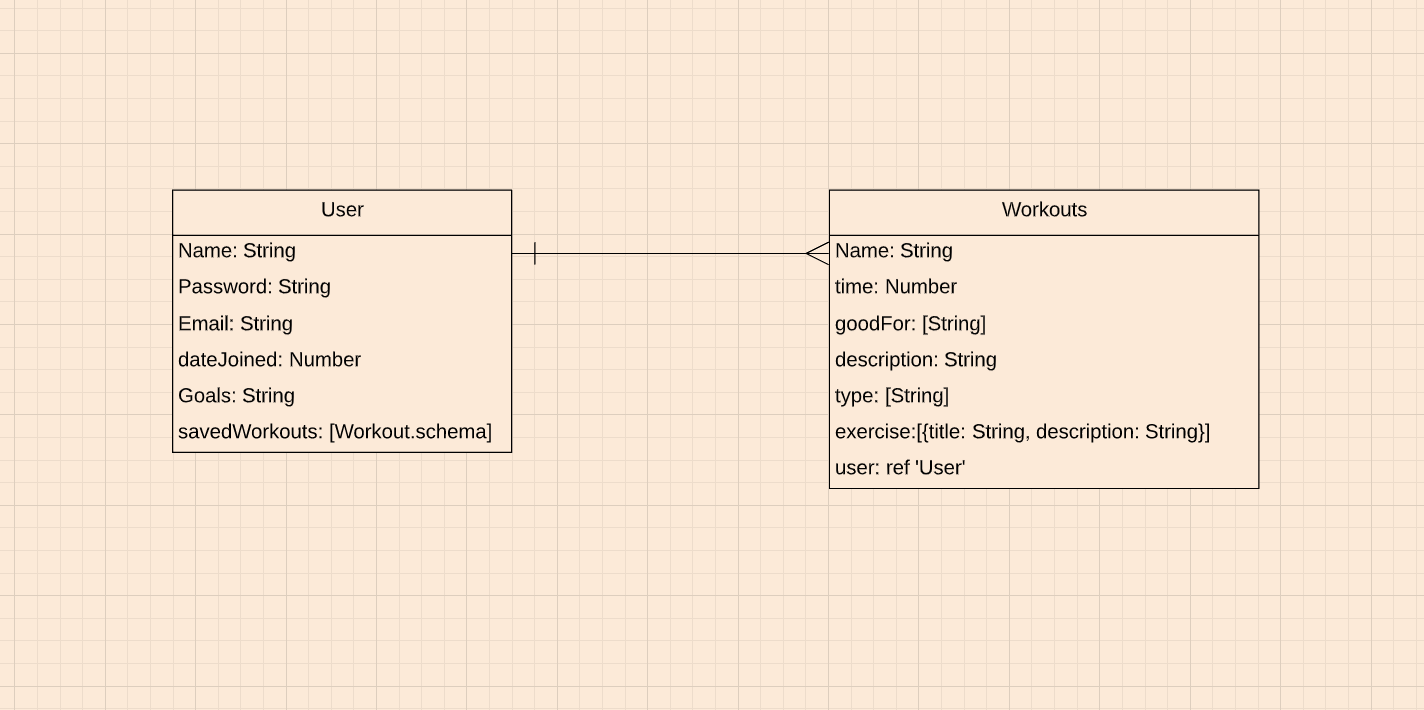 User
Name: String
Password: String
Email: String
dateJoined: Number
Goals: String
savedWorkouts: [Workout.schema]
Workouts
Name: String
time: Number
goodFor: [String]
description: String
type: [String]
exercise:[{title: String, description: String}]
user: ref 'User'